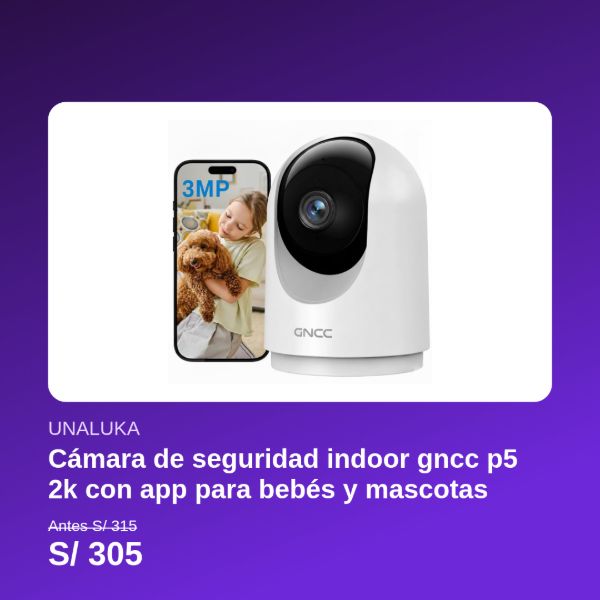 3MP
GNCC
UNALUKA
Cámara de seguridad indoor gncc p5
2k con app para bebés y mascotas
Antes S/ 315
S/ 305